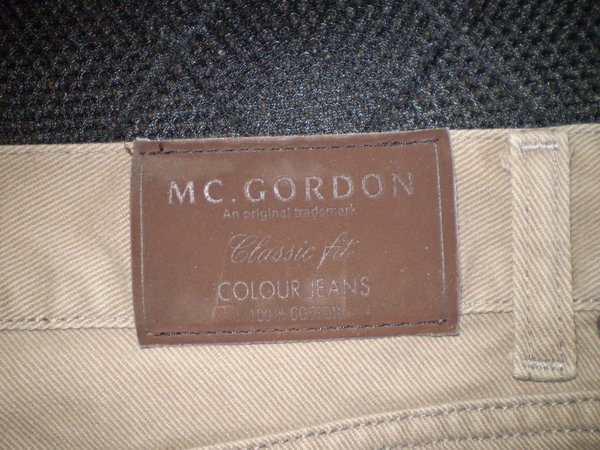 MC.GORDON
An original trademark
Classic fit
COLOUR JEANS
100% COTTON